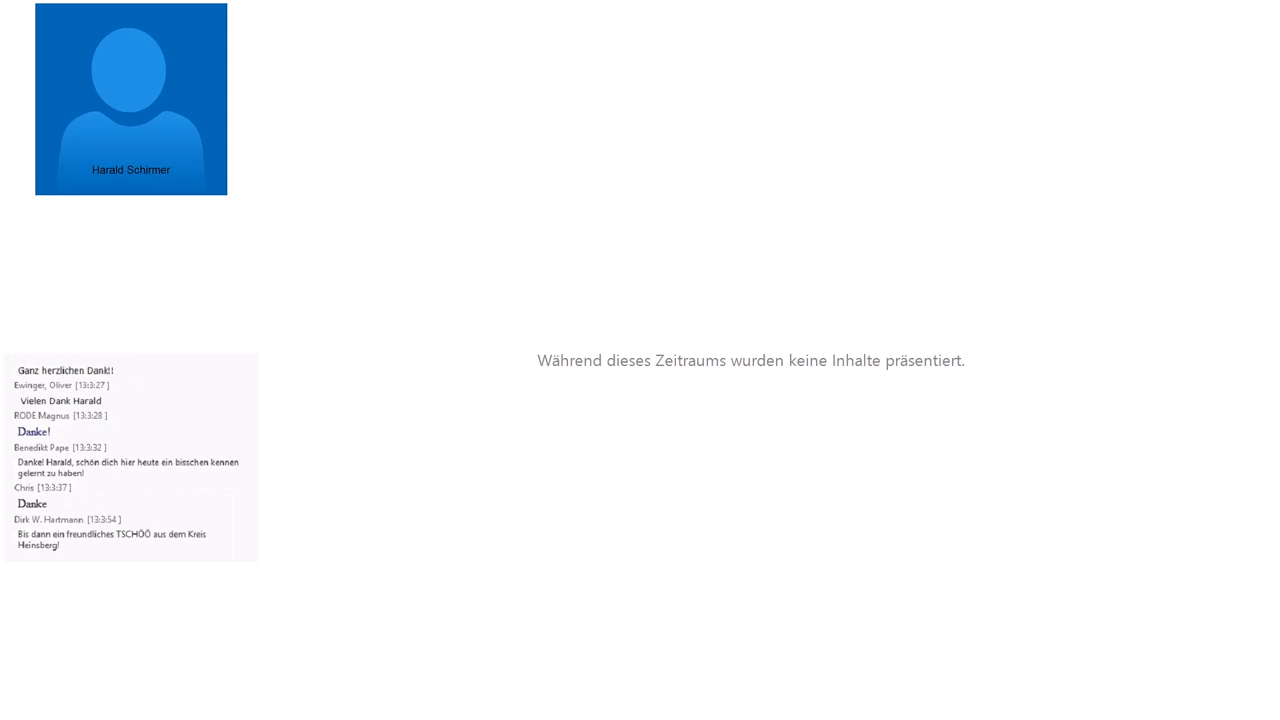 Harald Schirmer
Ganz herzlichen Dank!!
Ewinger, Oliver [13:3:27 ]
Vielen Dank Harald
RODE Magnus [13:3:28 ]
Danke!
Benedikt Pape [13:3:32 ]
Danke! Harald, schön dich hier heute ein bisschen kennen
gelernt zu haben!
Chris [13:3:37 ]
Danke
Dirk W. Hartmann [13:3:54 ]
Bis dann ein freundliches TSCHÖÖ aus dem Kreis
Heinsberg!
Während dieses Zeitraums wurden keine Inhalte präsentiert.